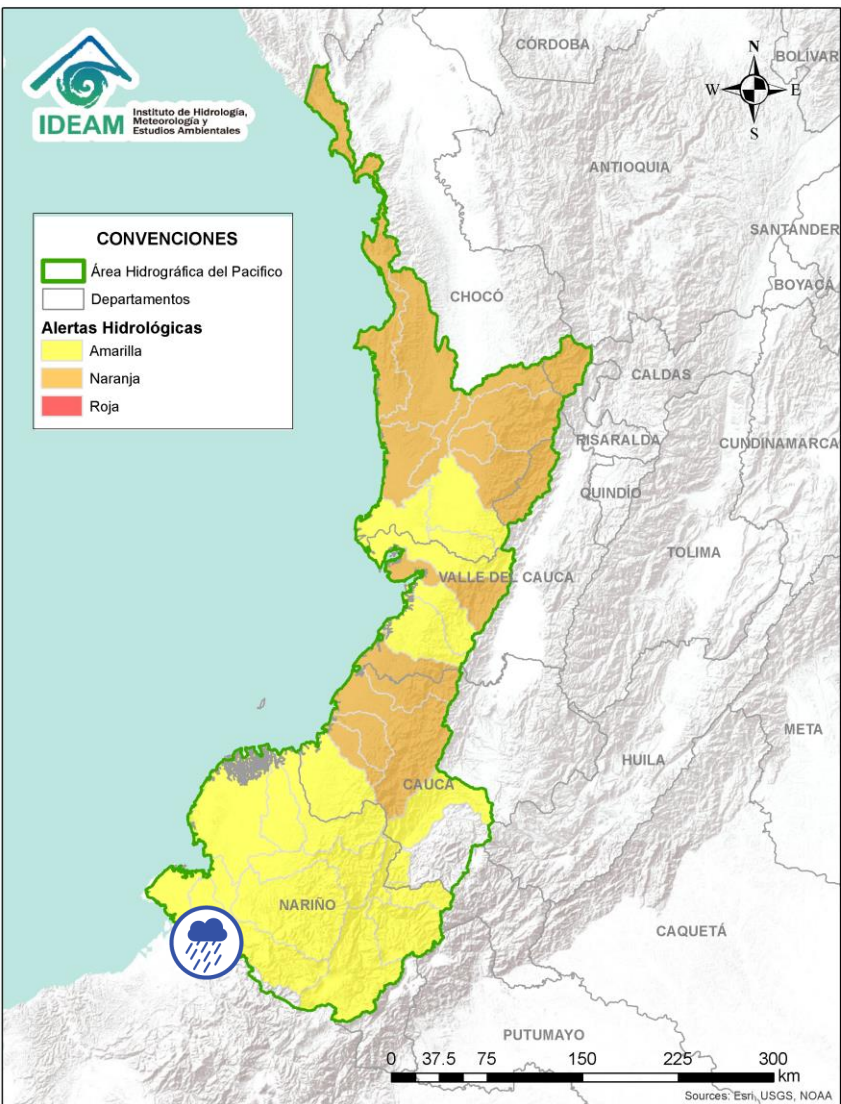 IDEAM
Instituto de Hidrología,
Meteorología y
Estudios Ambientales
N
W
E
S
CÓRDOBA
BOLÍVAR
ANTIOQUIA
SANTANDER
BOYACÁ
CHOCÓ
CALDAS
RISARALDA
CUNDINAMARCA
QUINDÍO
TOLIMA
VALLE DEL CAUCA
META
HUILA
CAUCA
NARIÑO
CAQUETÁ
PUTUMAYO
CONVENCIONES
Área Hidrográfica del Pacifico
Departamentos
Alertas Hidrológicas
Amarilla
Naranja
Roja
0 37.5 75 150 225 300
km
Sources: Esri, USGS, NOAA